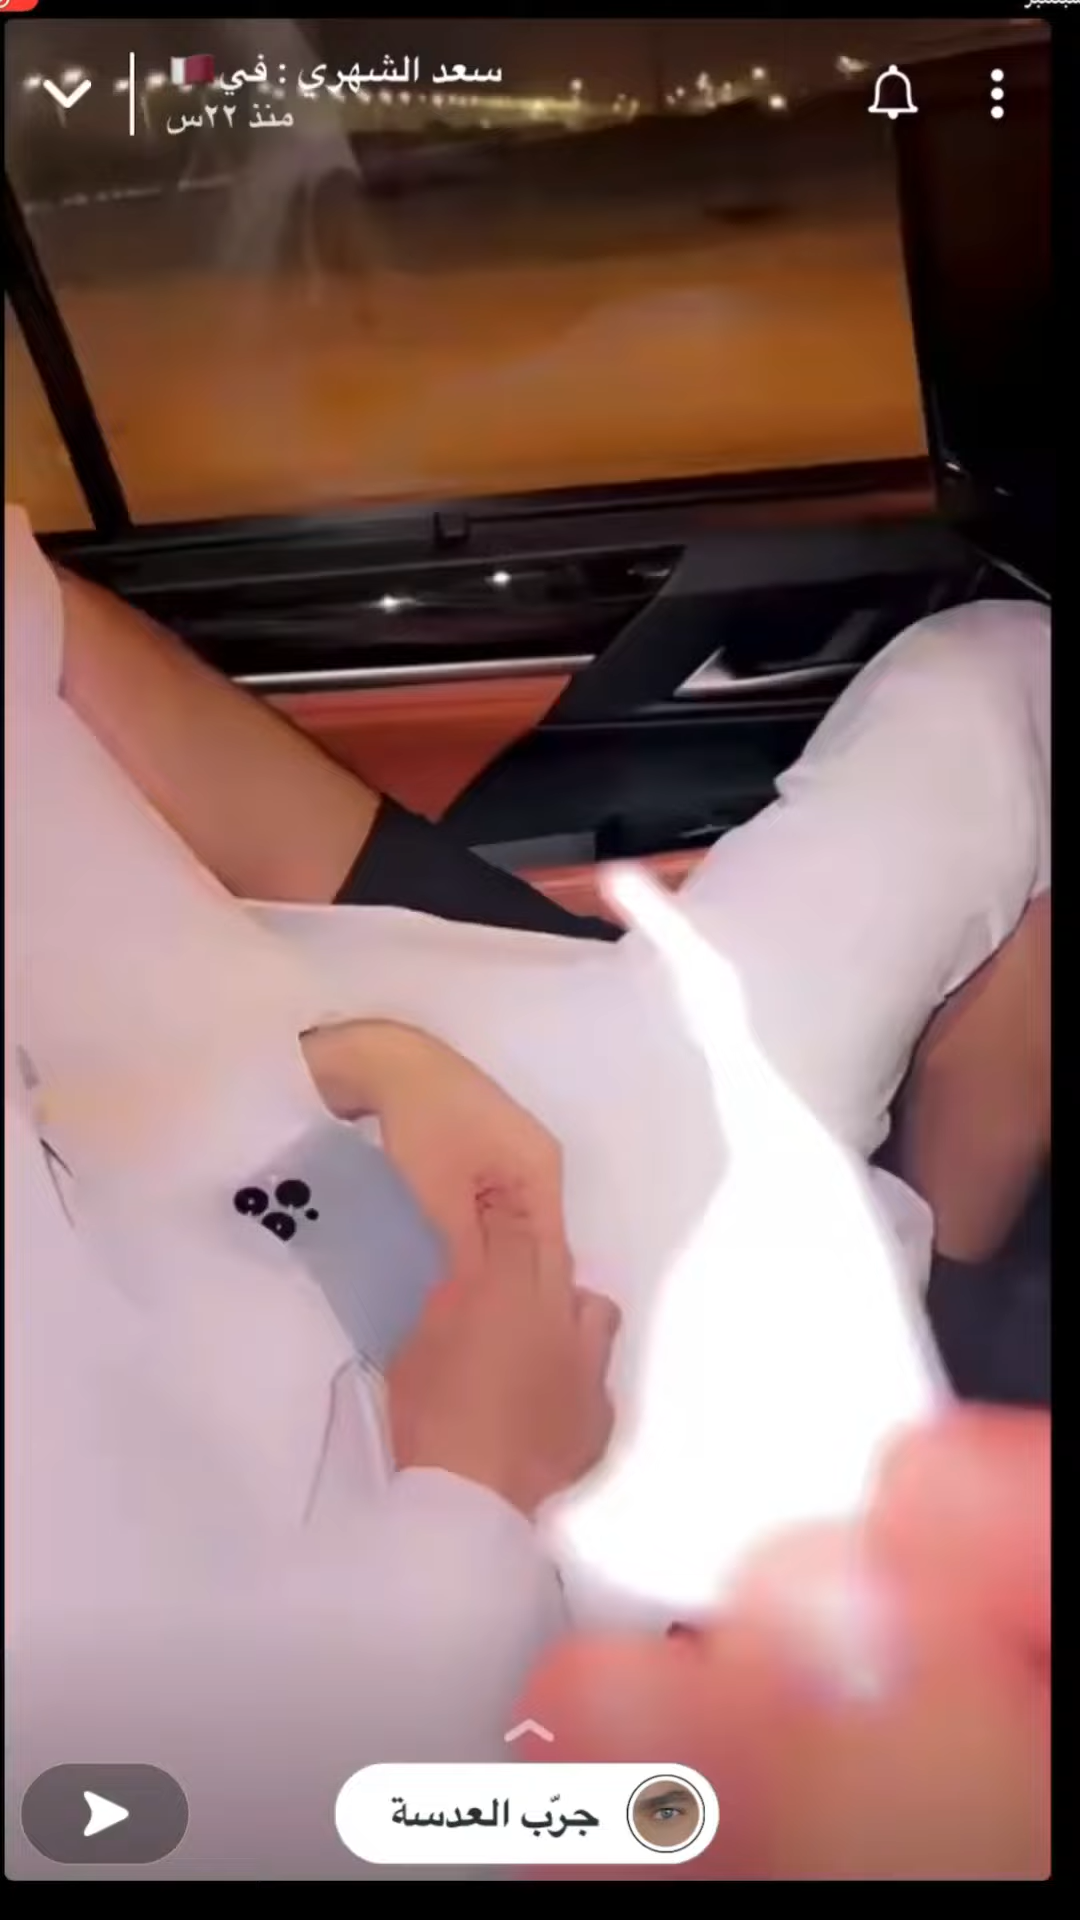 سعد الشهري : في🇶🇦
منذ ٢٢س
جرّب العدسة